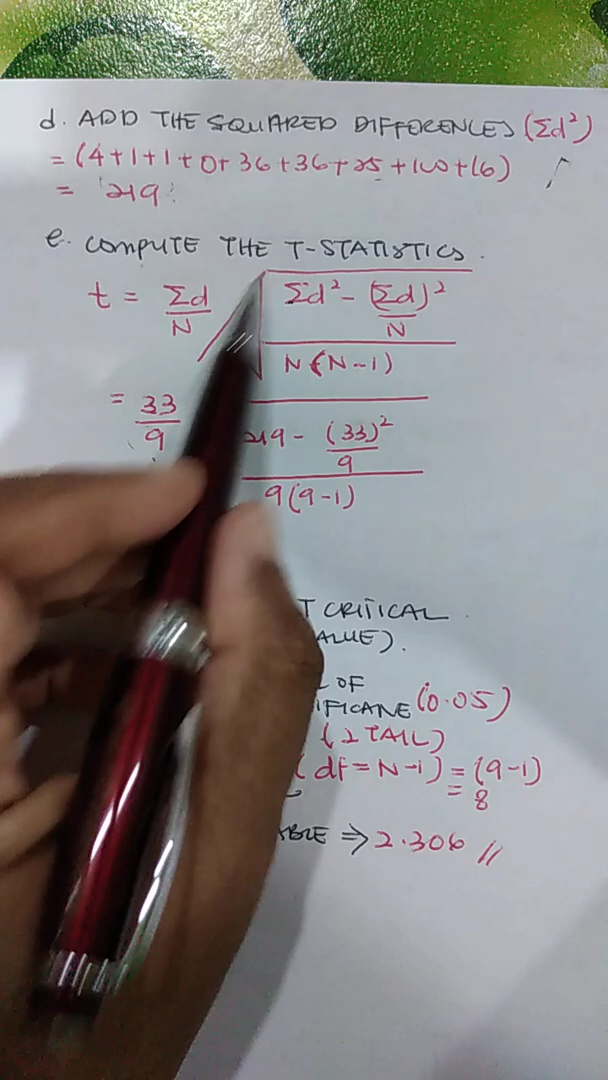 d. ADD THE SQUARED DIFFERENCES (Σd²)
= (4+1+1+0+36+36+25+100+16)
= 219
e. COMPUTE THE T-STATISTICS.
t = Σd/N / √ Σd² - (Σd)²/N
N(N-1)
= 33/9 219 - (33)²/9
9(9-1)
T CRITICAL
ALUE).
OF
IFICANE (0.05)
(2 TAIL)
(df = N-1) = (9-1)
= 8
ABLE ⇒ 2.306 //